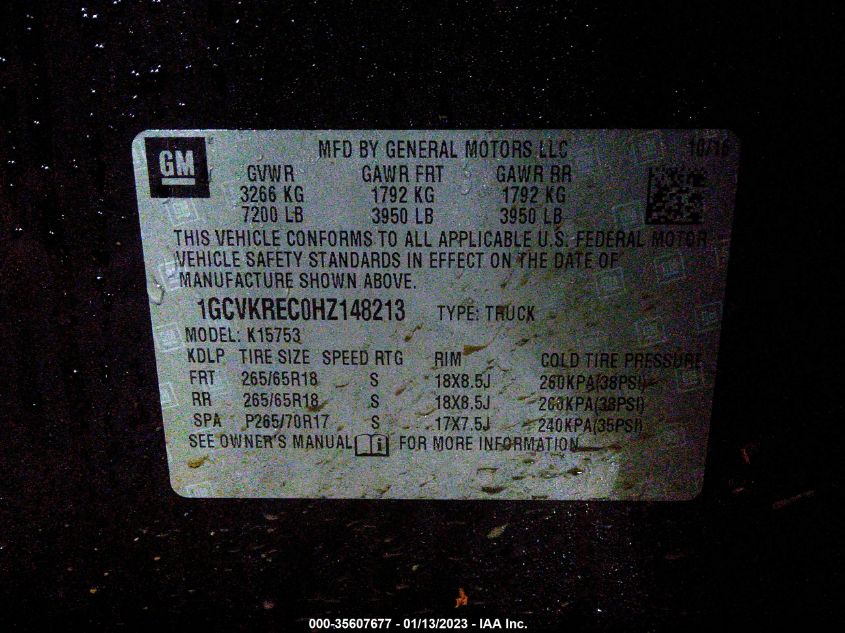 GM
MFD BY GENERAL MOTORS LLC 10/16
GVWR GAWR FRT GAWR RR
3266 KG 1792 KG 1792 KG
7200 LB 3950 LB 3950 LB
THIS VEHICLE CONFORMS TO ALL APPLICABLE U.S. FEDERAL MOTOR
VEHICLE SAFETY STANDARDS IN EFFECT ON THE DATE OF
MANUFACTURE SHOWN ABOVE.
1GCVKREC0HZ148213 TYPE: TRUCK
MODEL: K15753
KDLP TIRE SIZE SPEED RTG RIM COLD TIRE PRESSURE
FRT 265/65R18 S 18X8.5J 260KPA(38PSI)
RR 265/65R18 S 18X8.5J 260KPA(38PSI)
SPA P265/70R17 S 17X7.5J 240KPA(35PSI)
SEE OWNER'S MANUAL FOR MORE INFORMATION
000-35607677 - 01/13/2023 - IAA Inc.